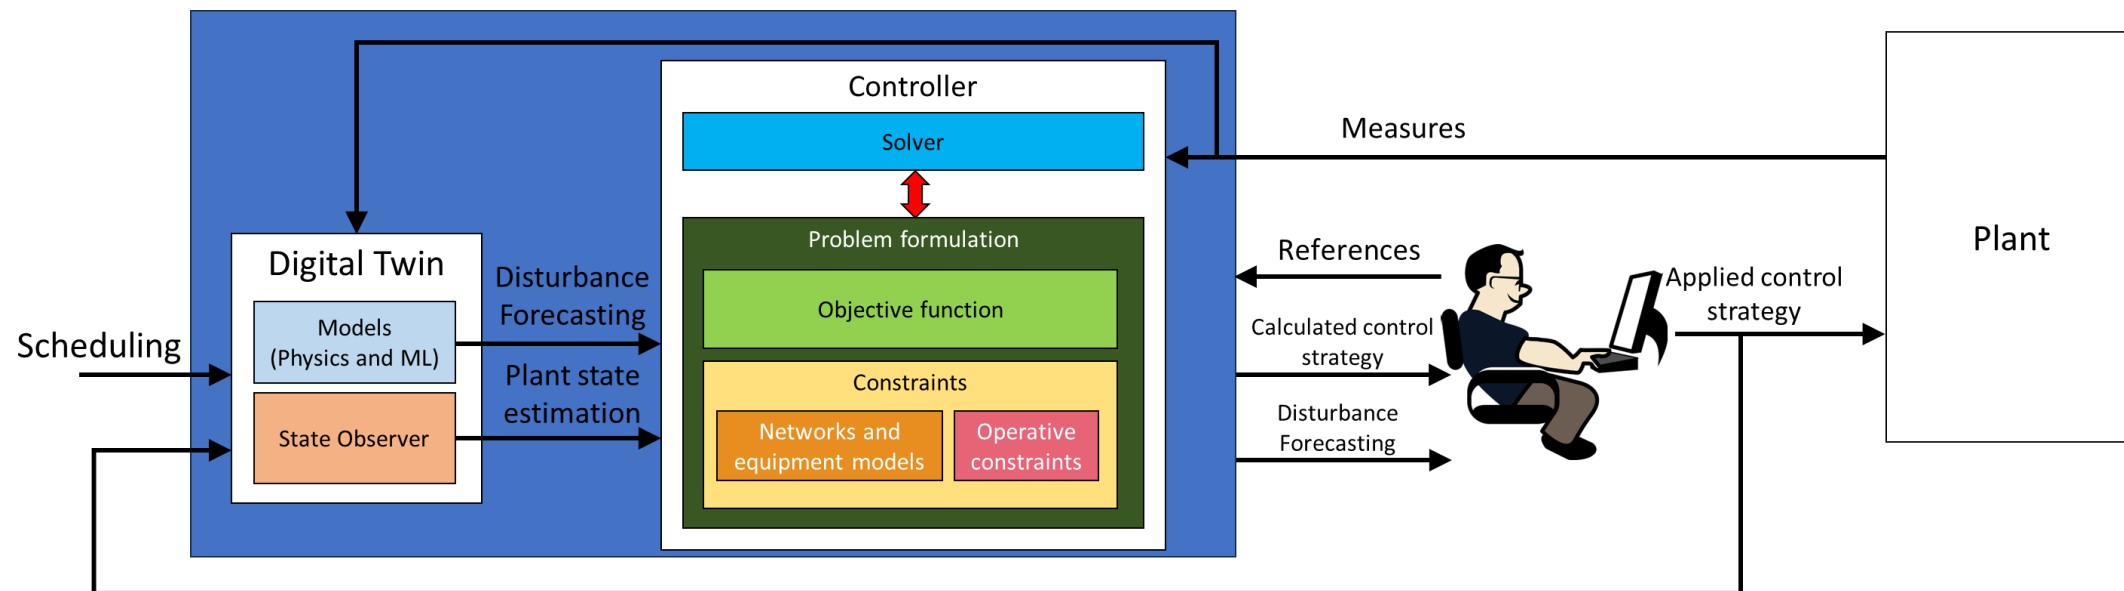 Controller
Solver
Measures
Problem formulation
Plant
Digital Twin
Disturbance
Forecasting
References
Objective function
Applied control
strategy
Models
(Physics and ML)
Scheduling
Calculated control
strategy
Plant state
estimation
Constraints
State Observer
Networks and
equipment models
Operative
constraints
Disturbance
Forecasting